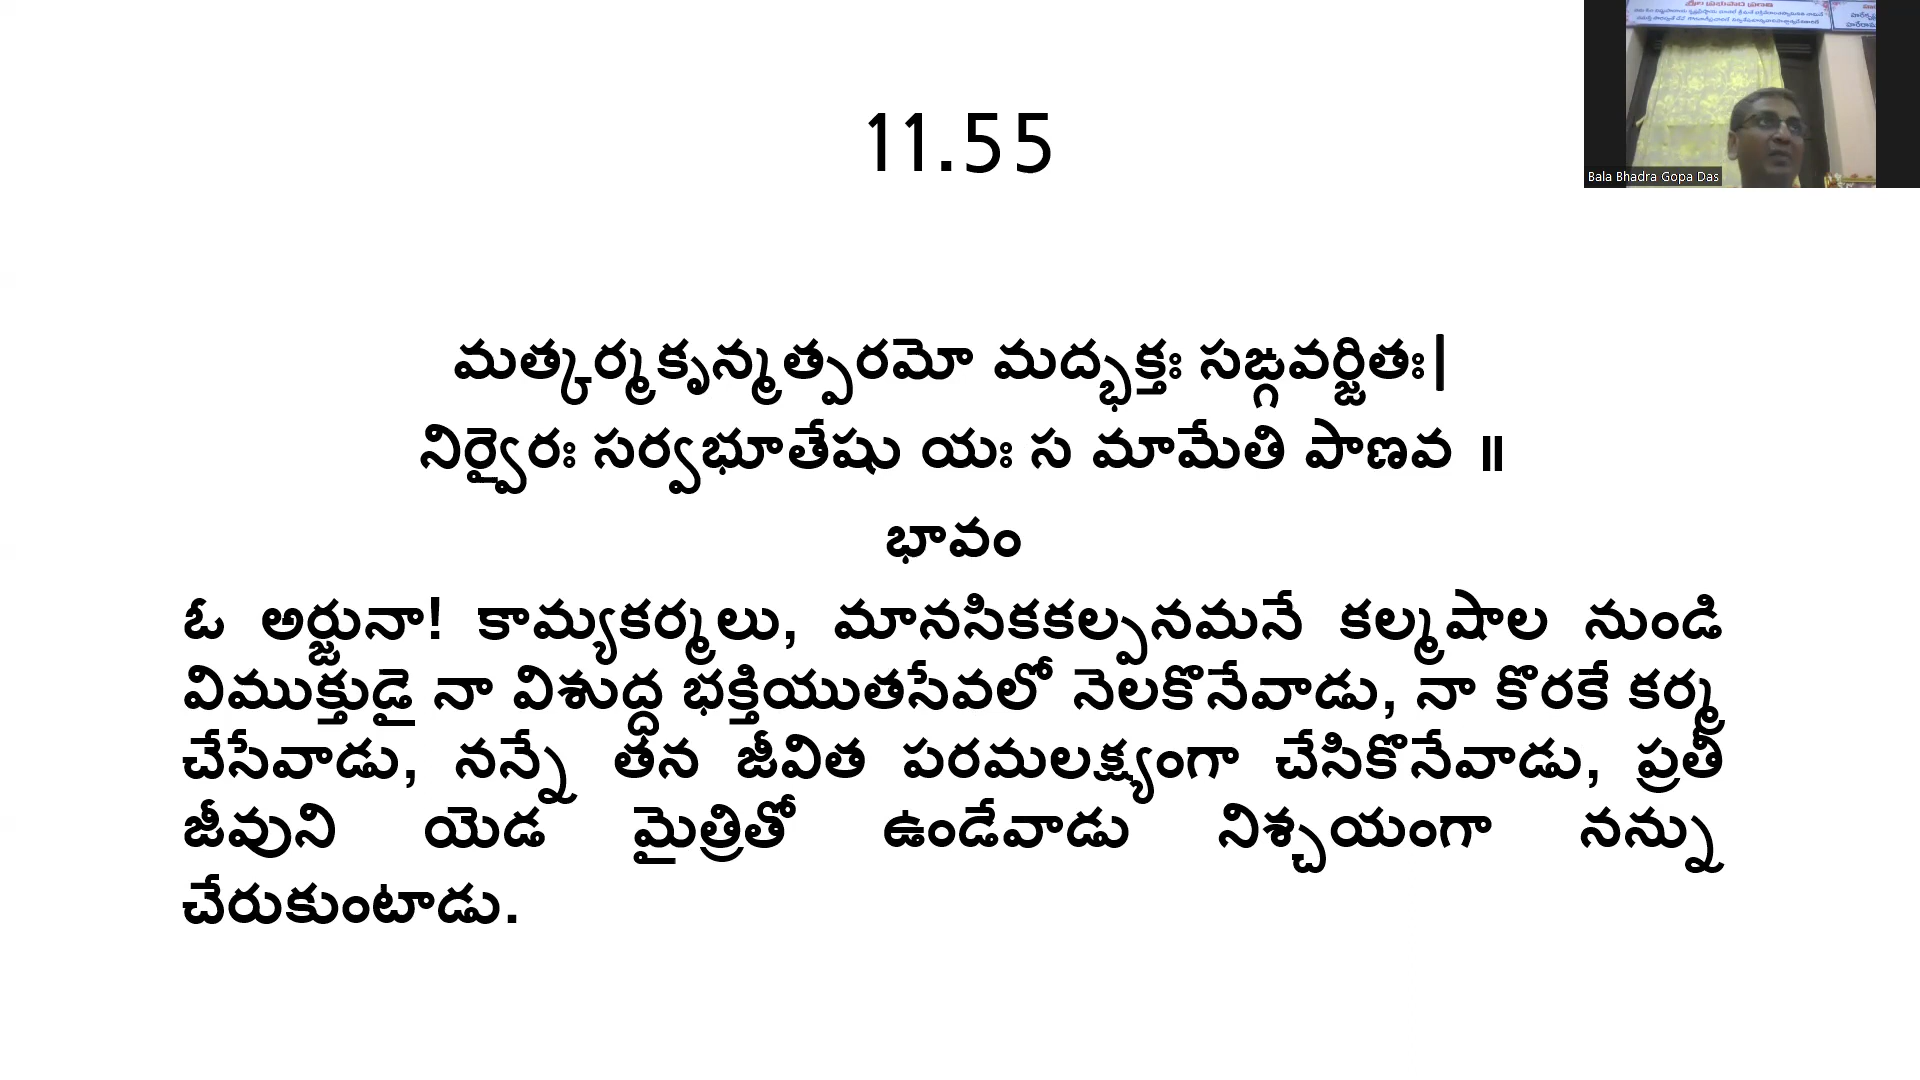 శ్రీల ప్రభుపాద ప్రణతి
11.55
మత్కర్మకృన్మత్పరమో మద్భక్తః సఙ్గవర్జితః|
నిర్వైరః సర్వభూతేషు యః స మామేతి పాణవ ॥
భావం
ఓ అర్జునా! కామ్యకర్మలు, మానసికకల్పనమనే కల్మషాల నుండి
విముక్తుడై నా విశుద్ధ భక్తియుతసేవలో నెలకొనేవాడు, నా కొరకే కర్మ
చేసేవాడు, నన్నే తన జీవిత పరమలక్ష్యంగా చేసికొనేవాడు, ప్రతీ
జీవుని యెడ మైత్రితో ఉండేవాడు నిశ్చయంగా నన్ను
చేరుకుంటాడు.
Bala Bhadra Gopa Das